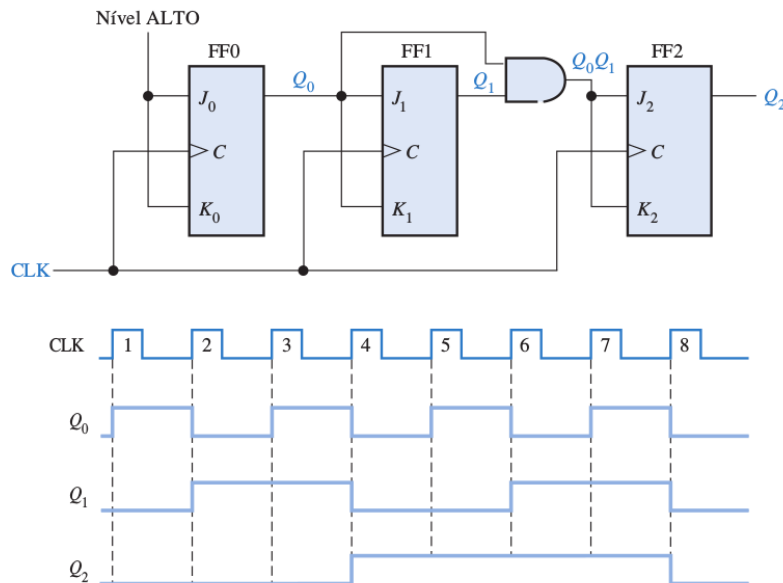 Nível ALTO
FF0
FF1
FF2
Q0
Q1
Q0Q1
Q2
J0
J1
J2
C
C
C
K0
K1
K2
CLK
CLK
1
2
3
4
5
6
7
8
Q0
Q1
Q2